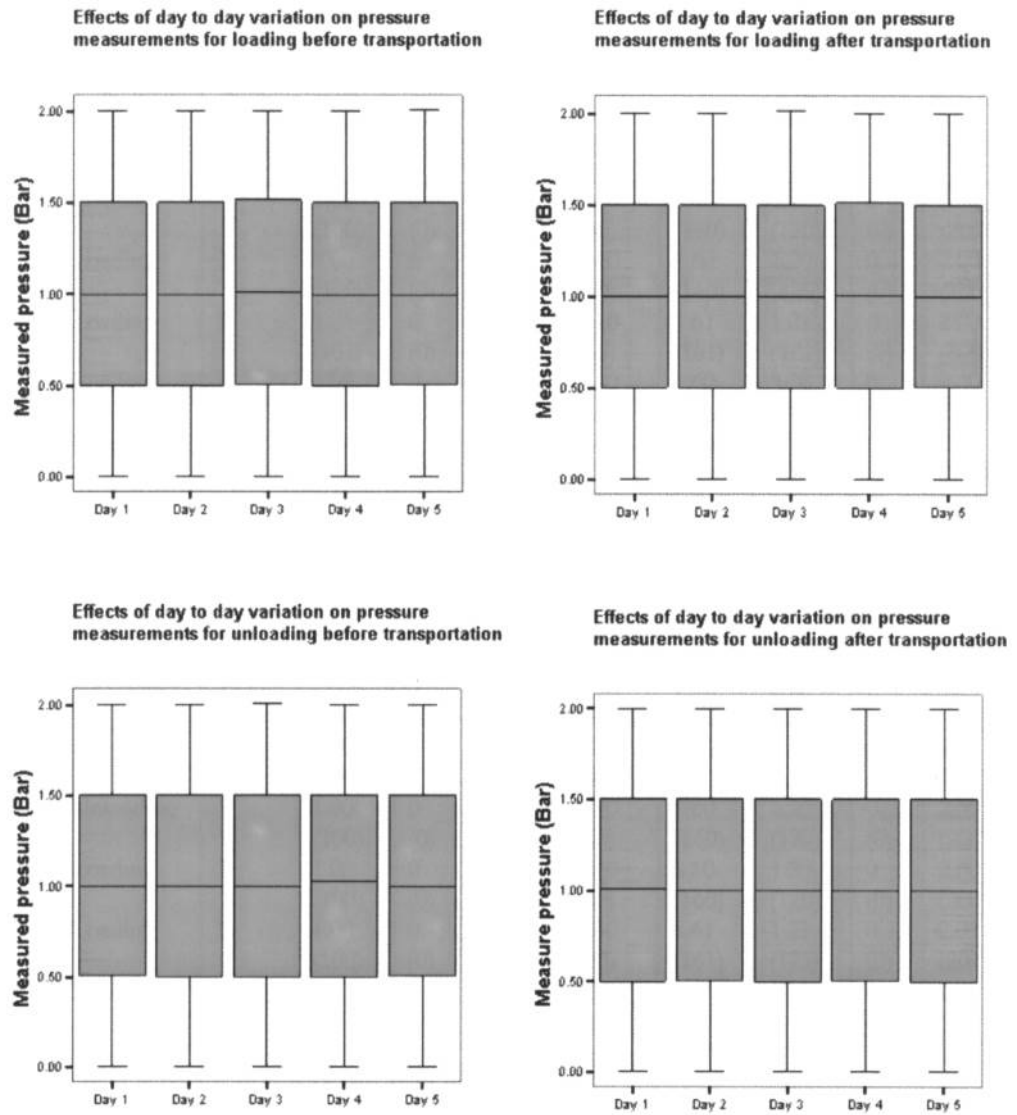 Effects of day to day variation on pressure
measurements for loading before transportation
Measured pressure (Bar)
2.00
1.50
1.00
0.50
0.00
Day 1 Day 2 Day 3 Day 4 Day 5
Effects of day to day variation on pressure
measurements for loading after transportation
Measured pressure (Bar)
2.00
1.50
1.00
0.50
0.00
Day 1 Day 2 Day 3 Day 4 Day 5
Effects of day to day variation on pressure
measurements for unloading before transportation
Measured pressure (Bar)
2.00
1.50
1.00
0.50
0.00
Day 1 Day 2 Day 3 Day 4 Day 5
Effects of day to day variation on pressure
measurements for unloading after transportation
Measure pressure (Bar)
2.00
1.50
1.00
0.50
0.00
Day 1 Day 2 Day 3 Day 4 Day 5